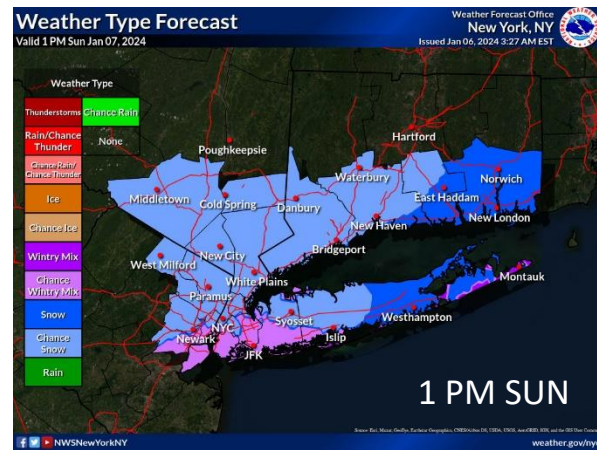 Weather Type Forecast
Valid 1 PM Sun Jan 07, 2024
Weather Forecast Office
New York, NY
Issued Jan 06, 2024 3:27 AM EST
Weather Type
Thunderstorms
Chance Rain
Rain/Chance
Thunder
None
Chance Rain/
Chance Thunder
Ice
Chance Ice
Wintry Mix
Chance
Wintry Mix
Snow
Chance
Snow
Rain
Hartford
Poughkeepsie
Waterbury
Norwich
Middletown
Cold Spring
Danbury
East Haddam
New London
New Haven
Bridgeport
New City
West Milford
White Plains
Montauk
Paramus
Syosset
Westhampton
NYC
Newark
Islip
JFK
1 PM SUN
NWSNewYorkNY
weather.gov/nyc